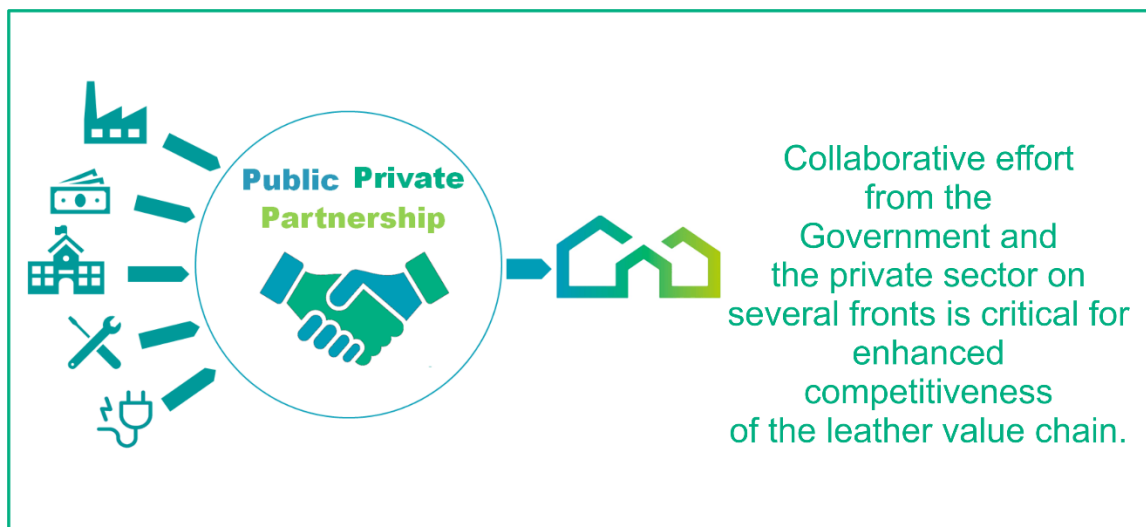 Public Private
Partnership
Collaborative effort
from the
Government and
the private sector on
several fronts is critical for
enhanced
competitiveness
of the leather value chain.